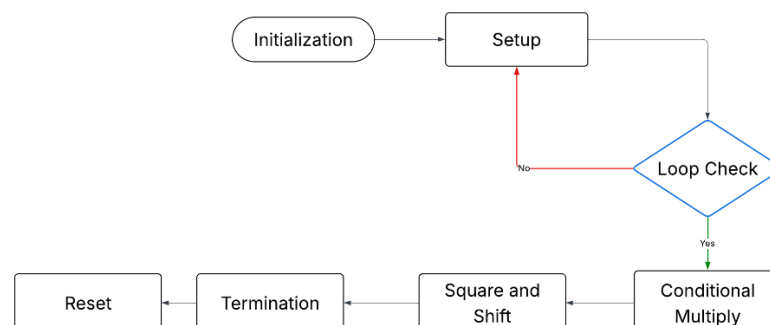 Initialization
Setup
Loop Check
No
Yes
Reset
Termination
Square and
Shift
Conditional
Multiply